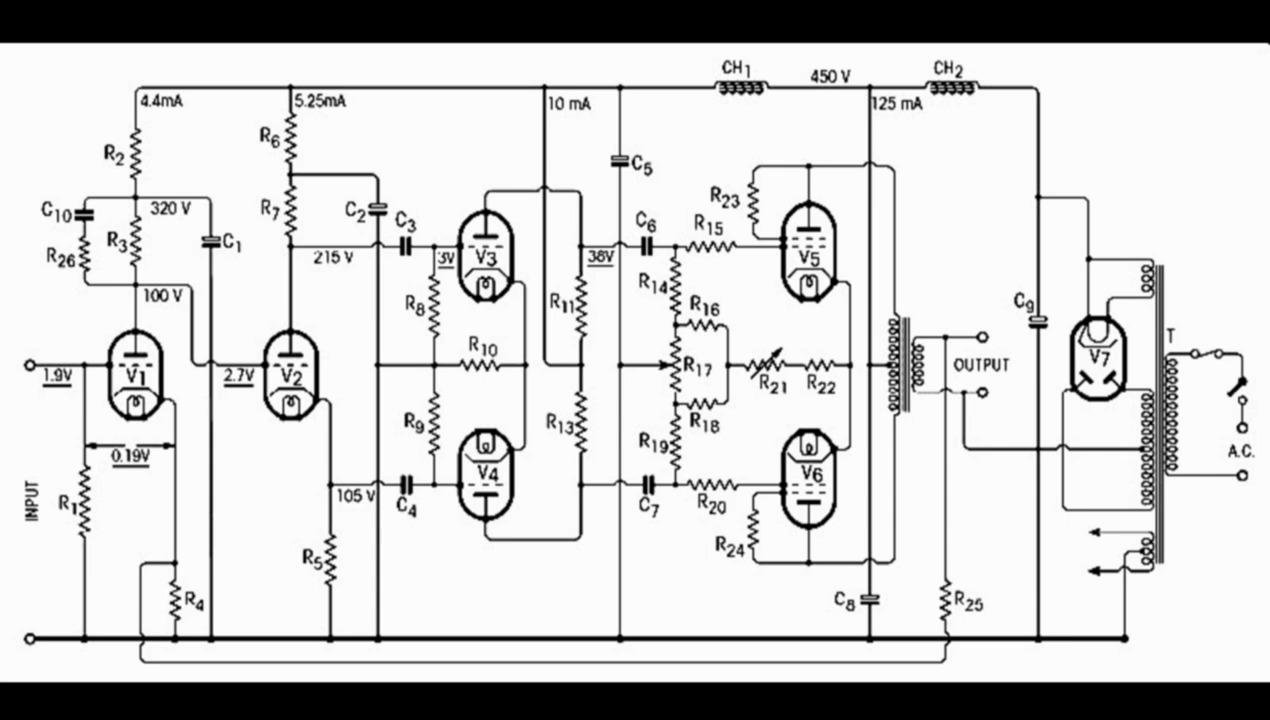 CH1
450 V
CH2
4.4mA
5.25mA
10 mA
125 mA
R2
R6
C5
C10
320 V
R7
C2
C3
C6
R23
R15
R3
C1
R26
215 V
3V
V3
38V
V5
100 V
R8
R11
R14
R16
C9
V1
V2
R10
R17
R21
R22
OUTPUT
V7
T
1.9V
2.7V
R9
R13
R18
R19
A.C.
0.19V
V4
V6
INPUT
R1
105 V
C4
C7
R20
R5
R24
R4
C8
R25